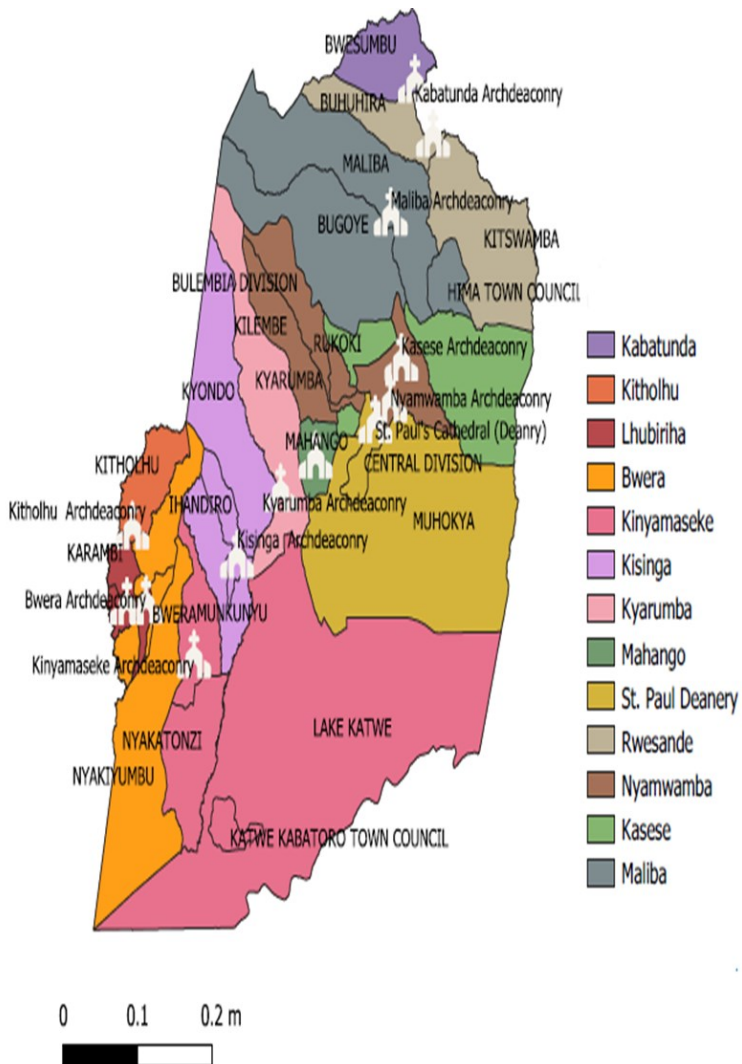 BWESUMBU
Kabatunda Archdeaconry
BUHUHIRA
MALIBA
Maliba Archdeaconry
BUGOYE
KITSWAMBA
BULEMBIA DIVISION
HIMA TOWN COUNCIL
KILEMBE
RUKOKI
Kasese Archdeaconry
KYARUMBA
KYONDO
Nyamwamba Archdeaconry
St. Paul's Cathedral (Deanry)
MAHANGO
CENTRAL DIVISION
KITHOLHU
IHANDIRO
Kyarumba Archdeaconry
Kitholhu Archdeaconry
MUHOKYA
Kisinga Archdeaconry
KARAMBI
Bwera Archdeaconry
BWERA
MUNKUNYU
Kinyamaseke Archdeaconry
LAKE KATWE
NYAKATONZI
NYAKIYUMBU
KATWE KABATORO TOWN COUNCIL
Kabatunda
Kitholhu
Lhubiriha
Bwera
Kinyamaseke
Kisinga
Kyarumba
Mahango
St. Paul Deanery
Rwesande
Nyamwamba
Kasese
Maliba
0 0.1 0.2 m